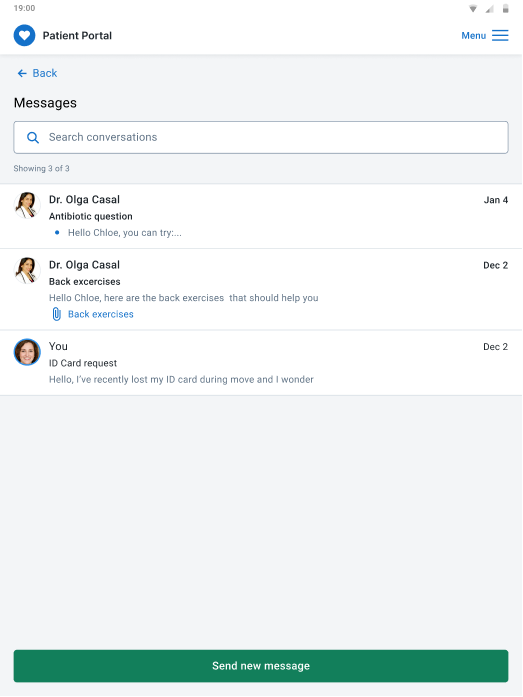 19:00
Patient Portal
Menu
Back
Messages
Search conversations
Showing 3 of 3
Dr. Olga Casal
Jan 4
Antibiotic question
• Hello Chloe, you can try:...
Dr. Olga Casal
Dec 2
Back excercises
Hello Chloe, here are the back exercises that should help you
Back exercises
You
Dec 2
ID Card request
Hello, I've recently lost my ID card during move and I wonder
Send new message